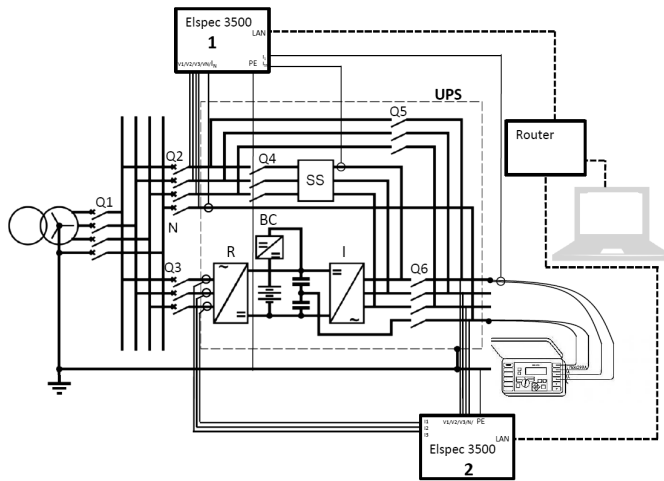 Elspec 3500
1
LAN
V1/V2/V3/VN/IN
PE
UPS
Q5
Router
Q2
Q4
SS
Q1
N
BC
Q3
R
I
Q6
I1
I2
I3
V1/V2/V3/N/
PE
LAN
Elspec 3500
2